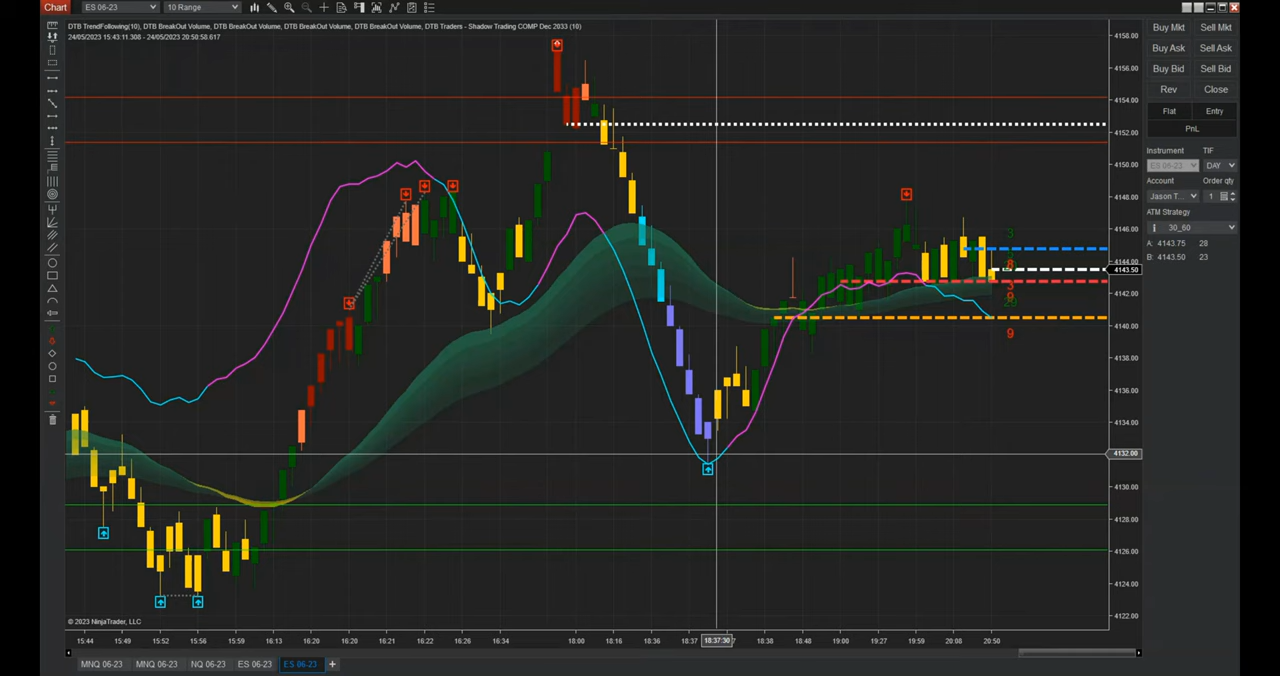 Chart ES 06-23 10 Range
DTB TrendFollowing(10), DTB BreakOut Volume, DTB BreakOut Volume, DTB BreakOut Volume, DTB Traders - Shadow Trading COMP Dec 2033 (10)
24/05/2023 15:43:11.308 - 24/05/2023 20:50:58.617
4158.00
4156.00
4154.00
4152.00
4150.00
4148.00
4146.00
4144.00
4143.50
4142.00
4140.00
4138.00
4136.00
4134.00
4132.00
4130.00
4128.00
4126.00
4124.00
4122.00
3
8
3
9
9
Buy Mkt Sell Mkt
Buy Ask Sell Ask
Buy Bid Sell Bid
Rev Close
Flat Entry
PnL
Instrument TIF
ES 06-23 DAY
Account Order qty
Jason T... 1
ATM Strategy
30_60
A: 4143.75 28
B: 4143.50 23
© 2023 NinjaTrader, LLC
15:44 15:49 15:52 15:56 15:59 16:13 16:20 16:20 16:21 16:22 16:26 16:34 18:00 18:16 18:36 18:37 18:37:30 18:38 18:48 19:00 19:27 19:59 20:08 20:50
MNQ 06-23 MNQ 06-23 NQ 06-23 ES 06-23 ES 06-23 +